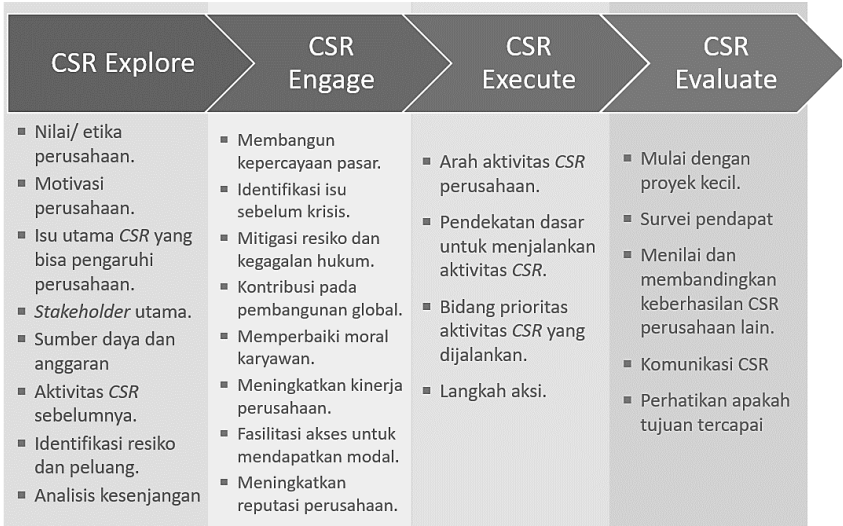 CSR Explore
Nilai/ etika
perusahaan.
Motivasi
perusahaan.
Isu utama CSR yang
bisa pengaruhi
perusahaan.
Stakeholder utama.
Sumber daya dan
anggaran
Aktivitas CSR
sebelumnya.
Identifikasi resiko
dan peluang.
Analisis kesenjangan
CSR
Engage
Membangun
kepercayaan pasar.
Identifikasi isu
sebelum krisis.
Mitigasi resiko dan
kegagalan hukum.
Kontribusi pada
pembangunan global.
Memperbaiki moral
karyawan.
Meningkatkan kinerja
perusahaan.
Fasilitasi akses untuk
mendapatkan modal.
Meningkatkan
reputasi perusahaan.
CSR
Execute
Arah aktivitas CSR
perusahaan.
Pendekatan dasar
untuk menjalankan
aktivitas CSR.
Bidang prioritas
aktivitas CSR yang
dijalankan.
Langkah aksi.
CSR
Evaluate
Mulai dengan
proyek kecil.
Survei pendapat
Menilai dan
membandingkan
keberhasilan CSR
perusahaan lain.
Komunikasi CSR
Perhatikan apakah
tujuan tercapai